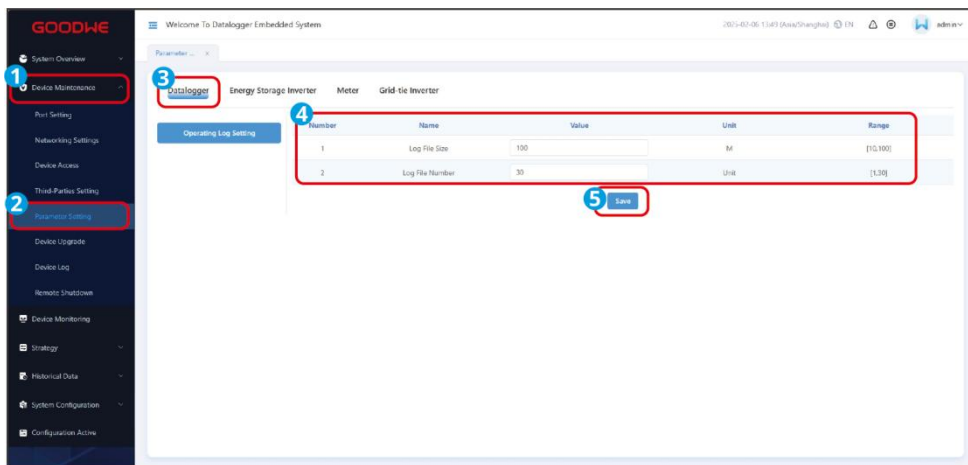 GOODWE
Welcome To Datalogger Embedded System
2025-02-06 13:49 (Asia/Shanghai) EN admin
Parameter ... ×
System Overview
1
Device Maintenance
Port Setting
Networking Settings
Device Access
Third-Parties Setting
2
Parameter Setting
Device Upgrade
Device Log
Remote Shutdown
Device Monitoring
Strategy
Historical Data
System Configuration
Configuration Active
3
Datalogger Energy Storage Inverter Meter Grid-tie Inverter
Operating Log Setting
4
Number Name Value Unit Range
1 Log File Size 100 M [10,100]
2 Log File Number 30 Unit [1,30]
5
Save